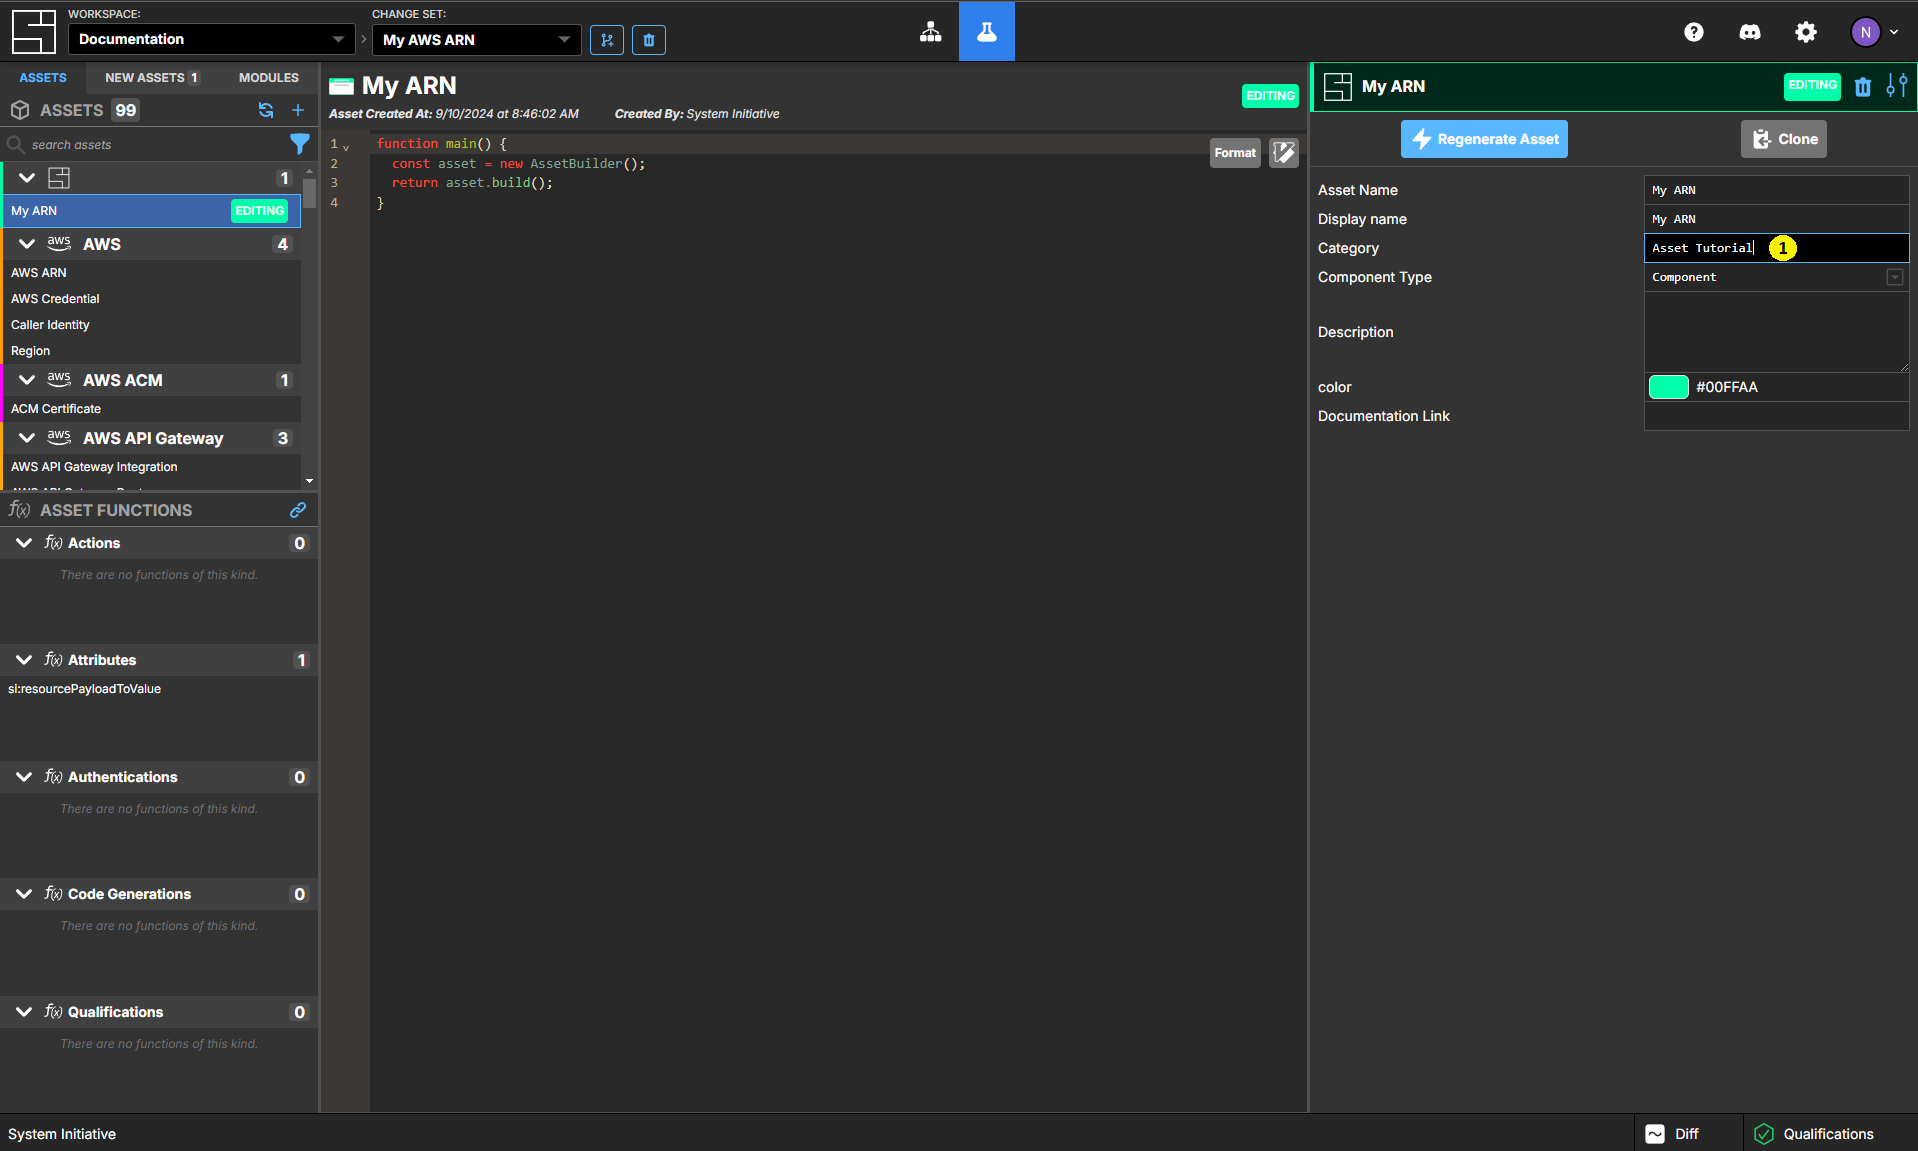 WORKSPACE:
Documentation
CHANGE SET:
My AWS ARN
N
ASSETS
NEW ASSETS 1
MODULES
ASSETS 99
search assets
1
My ARN EDITING
aws AWS 4
AWS ARN
AWS Credential
Caller Identity
Region
aws AWS ACM 1
ACM Certificate
aws AWS API Gateway 3
AWS API Gateway Integration
f(x) ASSET FUNCTIONS
f(x) Actions 0
There are no functions of this kind.
f(x) Attributes 1
si:resourcePayloadToValue
f(x) Authentications 0
There are no functions of this kind.
f(x) Code Generations 0
There are no functions of this kind.
f(x) Qualifications 0
There are no functions of this kind.
My ARN
EDITING
Asset Created At: 9/10/2024 at 8:46:02 AM Created By: System Initiative
1 function main() {
2 const asset = new AssetBuilder();
3 return asset.build();
4 }
Format
My ARN
EDITING
Regenerate Asset
Clone
Asset Name My ARN
Display name My ARN
Category Asset Tutorial 1
Component Type Component
Description
color #00FFAA
Documentation Link
System Initiative
Diff
Qualifications